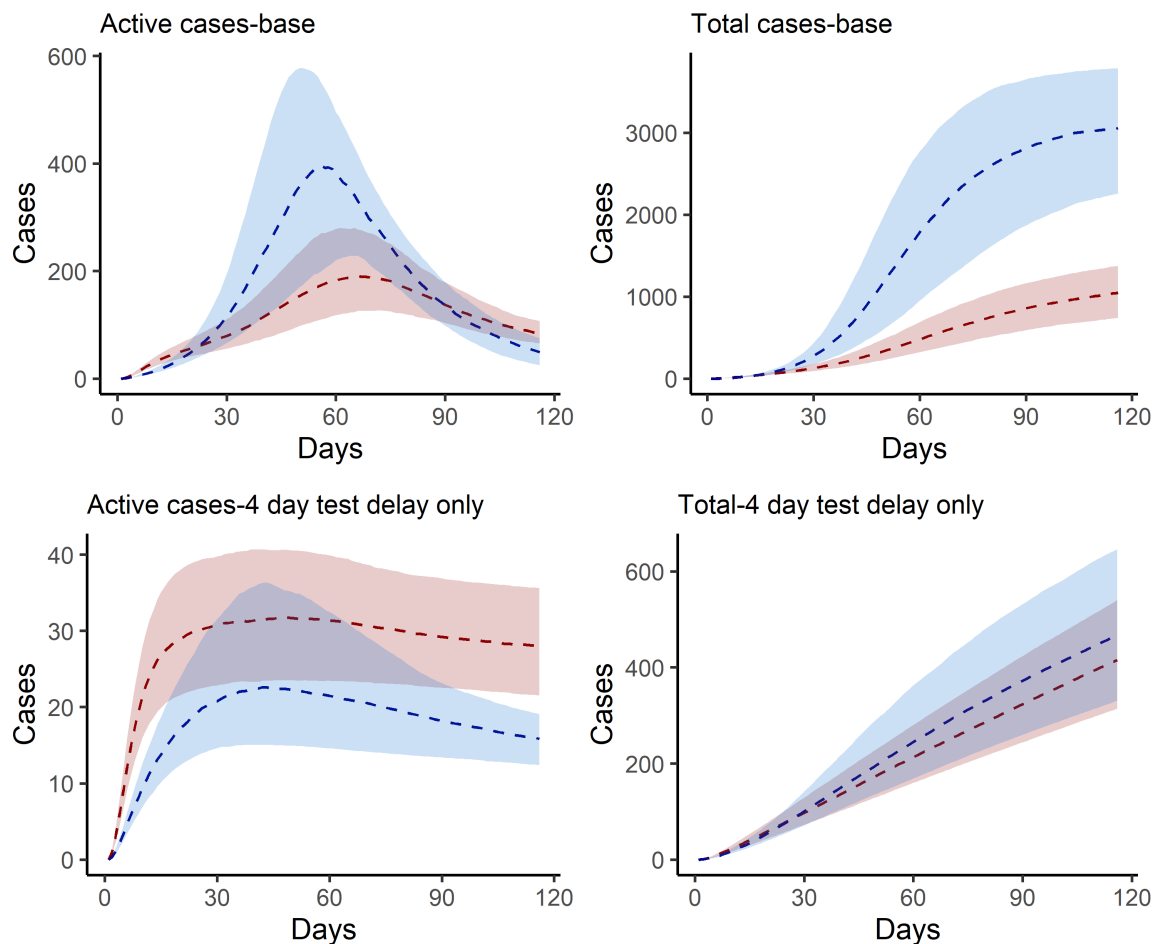 Active cases-base
600
400
200
0
Cases
0 30 60 90 120
Days
Total cases-base
3000
2000
1000
0
Cases
0 30 60 90 120
Days
Active cases-4 day test delay only
40
30
20
10
0
Cases
0 30 60 90 120
Days
Total-4 day test delay only
600
400
200
0
Cases
0 30 60 90 120
Days